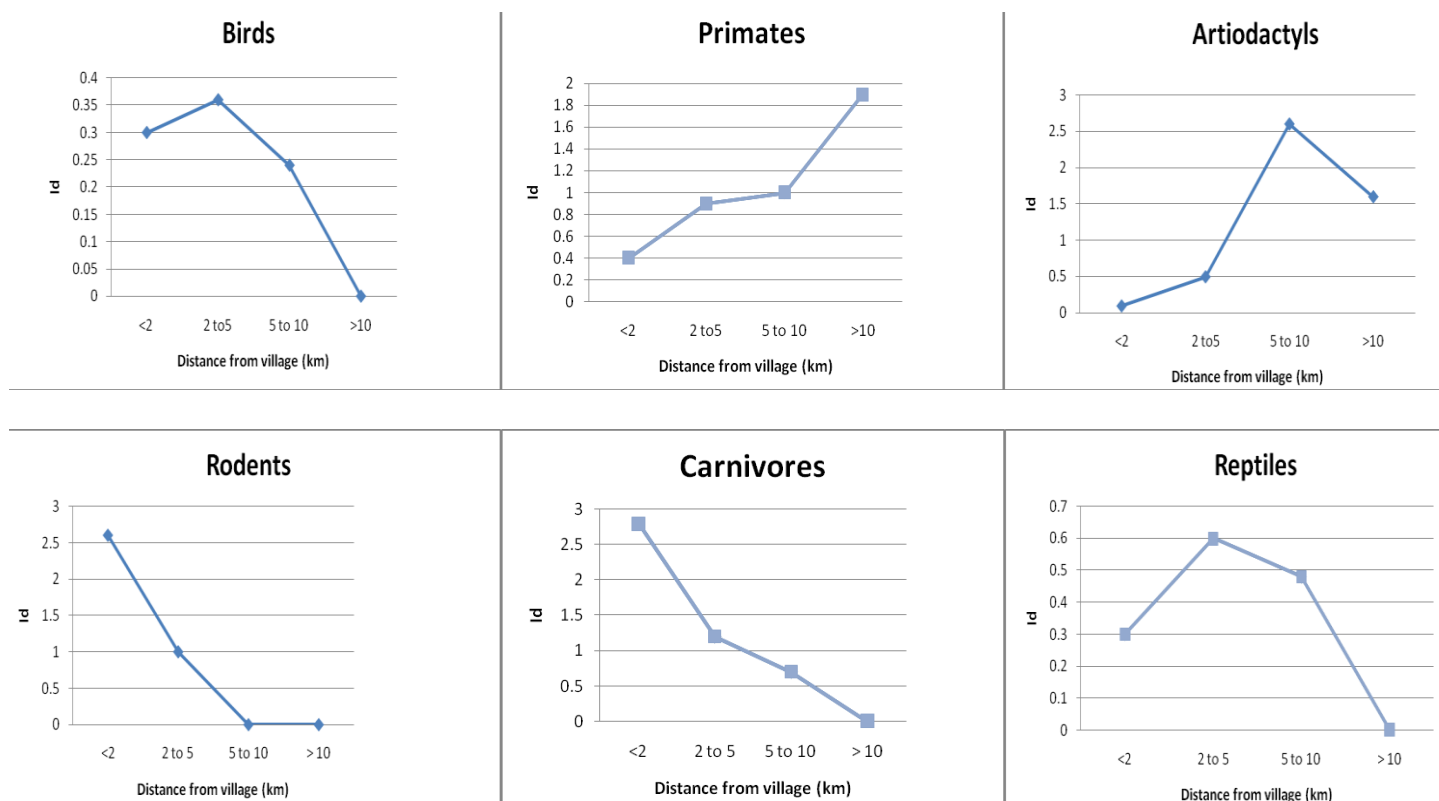 Birds
Id
0.4
0.35
0.3
0.25
0.2
0.15
0.1
0.05
0
<2 2 to5 5 to 10 >10
Distance from village (km)
Primates
Id
2
1.8
1.6
1.4
1.2
1
0.8
0.6
0.4
0.2
0
<2 2 to5 5 to 10 >10
Distance from village (km)
Artiodactyls
Id
3
2.5
2
1.5
1
0.5
0
<2 2 to5 5 to 10 >10
Distance from village (km)
Rodents
Id
3
2.5
2
1.5
1
0.5
0
<2 2 to 5 5 to 10 >10
Distance from village (km)
Carnivores
Id
3
2.5
2
1.5
1
0.5
0
<2 2 to 5 5 to 10 >10
Distance from village (km)
Reptiles
Id
0.7
0.6
0.5
0.4
0.3
0.2
0.1
0
<2 2 to 5 5 to 10 >10
Distance from village (km)